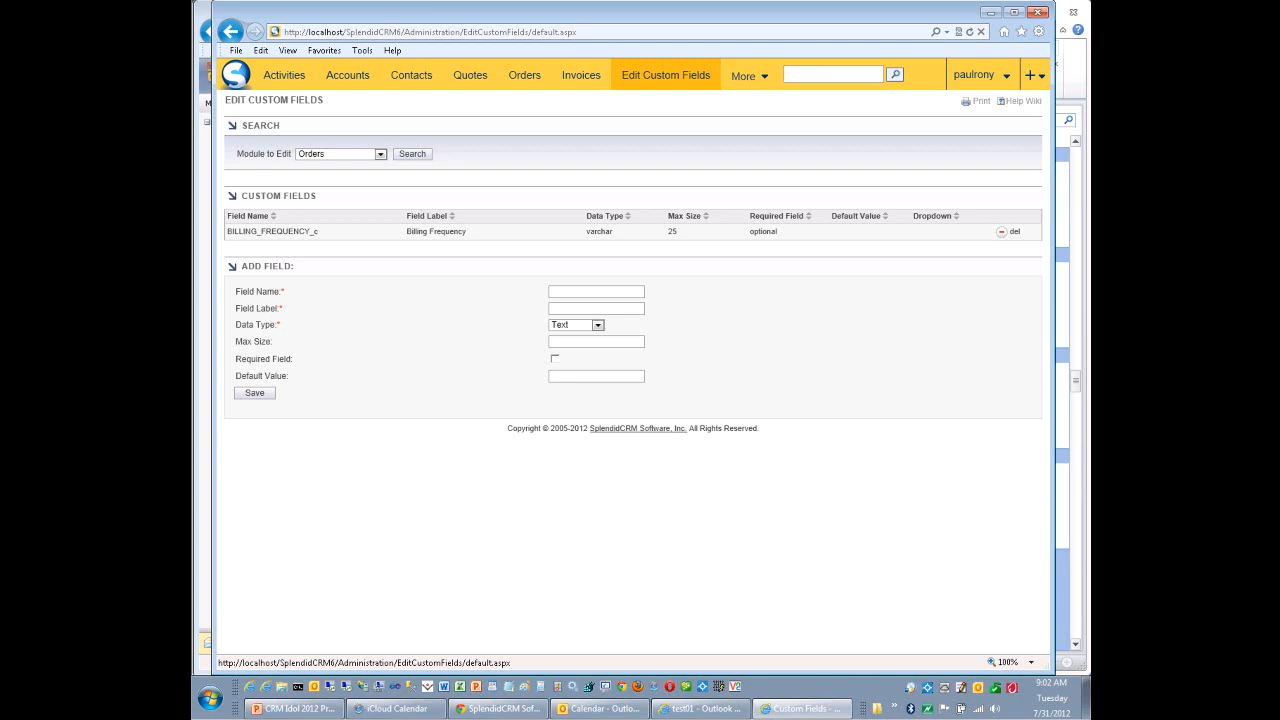 http://localhost/SplendidCRM6/Administration/EditCustomFields/default.aspx
File Edit View Favorites Tools Help
S Activities Accounts Contacts Quotes Orders Invoices Edit Custom Fields More paulrony
EDIT CUSTOM FIELDS Print Help Wiki
SEARCH
Module to Edit Orders Search
CUSTOM FIELDS
Field Name Field Label Data Type Max Size Required Field Default Value Dropdown
BILLING_FREQUENCY_c Billing Frequency varchar 25 optional del
ADD FIELD:
Field Name:*
Field Label:*
Data Type:* Text
Max Size:
Required Field:
Default Value:
Save
Copyright © 2005-2012 SplendidCRM Software, Inc. All Rights Reserved.
http://localhost/SplendidCRM6/Administration/EditCustomFields/default.aspx 100%
9:02 AM
Tuesday
7/31/2012
CRM Idol 2012 Pr... iCloud Calendar SplendidCRM Sof... Calendar - Outlo... test01 - Outlook ... Custom Fields - ...